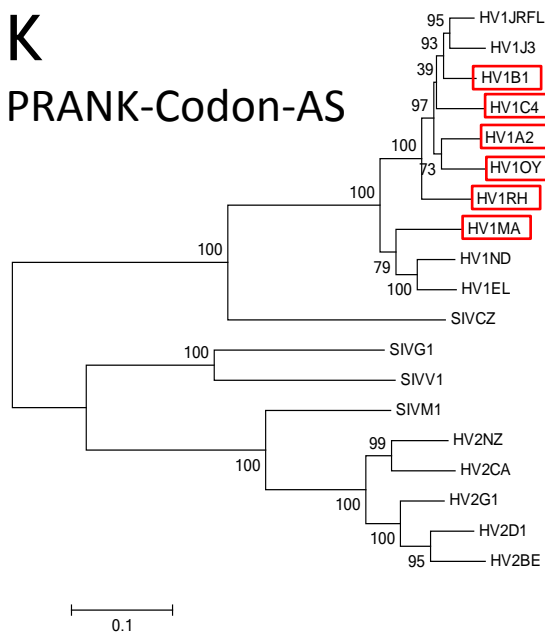 K
PRANK-Codon-AS
95
HV1JRFL
93
HV1J3
39
HV1B1
97
HV1C4
HV1A2
100
73
HV1OY
100
HV1RH
HV1MA
100
79
HV1ND
100
HV1EL
SIVCZ
100
SIVG1
SIVV1
SIVM1
99
HV2NZ
100
HV2CA
100
HV2G1
100
HV2D1
95
HV2BE
0.1